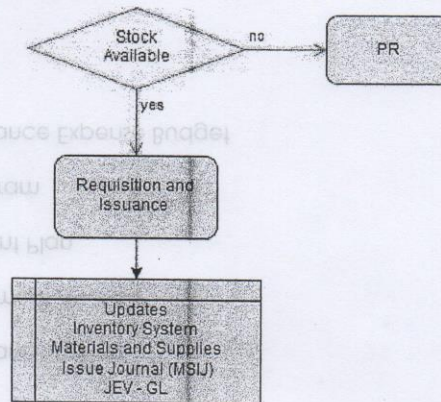 Stock
Available
no
PR
yes
Requisition and
Issuance
Updates
Inventory System
Materials and Supplies
Issue Journal (MSIJ)
JEV - GL